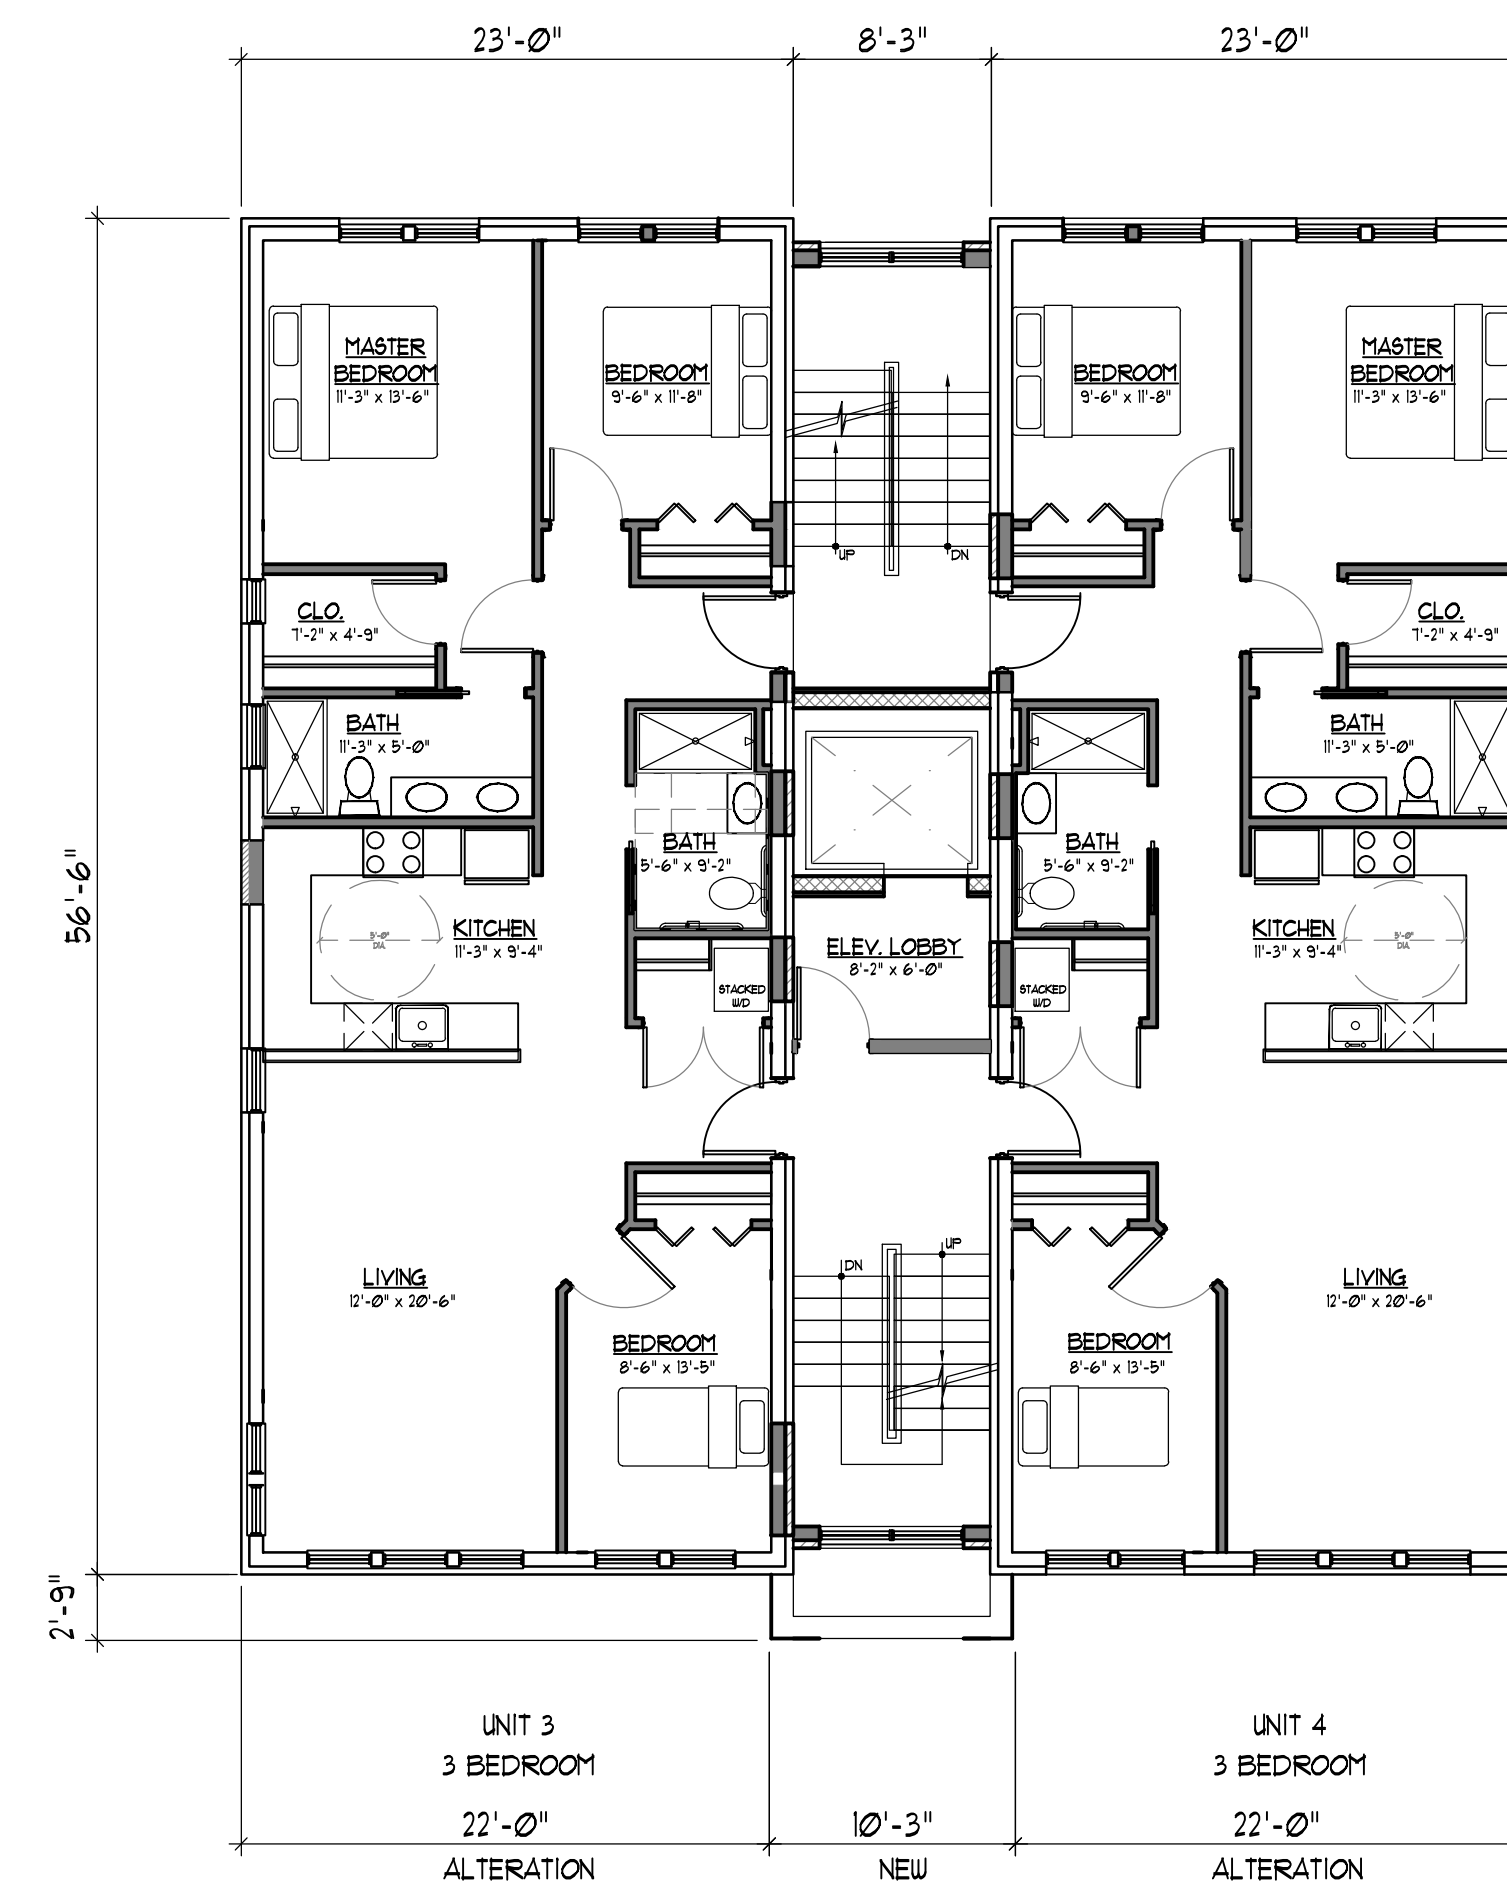 23'-0" 8'-3" 23'-0"
MASTER
BEDROOM
11'-3" x 13'-6"
BEDROOM
9'-6" x 11'-8"
BEDROOM
9'-6" x 11'-8"
MASTER
BEDROOM
11'-3" x 13'-6"
UP DN
CLO.
7'-2" x 4'-9"
CLO.
7'-2" x 4'-9"
BATH
11'-3" x 5'-0"
BATH
11'-3" x 5'-0"
BATH
5'-6" x 9'-2"
BATH
5'-6" x 9'-2"
56'-6"
KITCHEN
11'-3" x 9'-4"
5'-0"
DIA.
ELEV. LOBBY
8'-2" x 6'-0"
KITCHEN
11'-3" x 9'-4"
5'-0"
DIA.
STACKED
W/D
STACKED
W/D
UP
DN
LIVING
12'-0" x 20'-6"
LIVING
12'-0" x 20'-6"
BEDROOM
8'-6" x 13'-5"
BEDROOM
8'-6" x 13'-5"
2'-9"
UNIT 3
3 BEDROOM
UNIT 4
3 BEDROOM
22'-0" 10'-3" 22'-0"
ALTERATION NEW ALTERATION